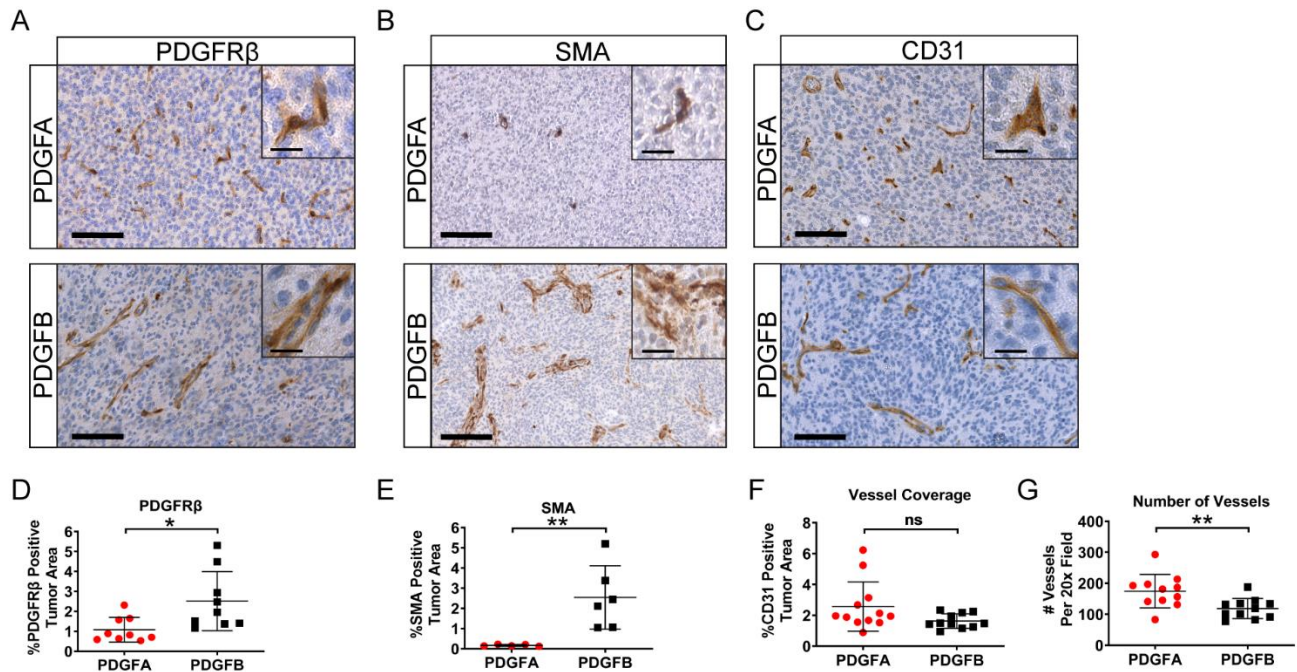 A
B
C
PDGFRβ
SMA
CD31
PDGFA
PDGFA
PDGFA
PDGFB
PDGFB
PDGFB
D
PDGFRβ
*
%PDGFRβ Positive
Tumor Area
6
5
4
3
2
1
0
PDGFA
PDGFB
E
SMA
**
%SMA Positive
Tumor Area
6
5
4
3
2
1
0
PDGFA
PDGFB
F
Vessel Coverage
ns
%CD31 Positive
Tumor Area
8
6
4
2
0
PDGFA
PDGFB
G
Number of Vessels
**
# Vessels
Per 20x Field
400
300
200
100
0
PDGFA
PDGFB